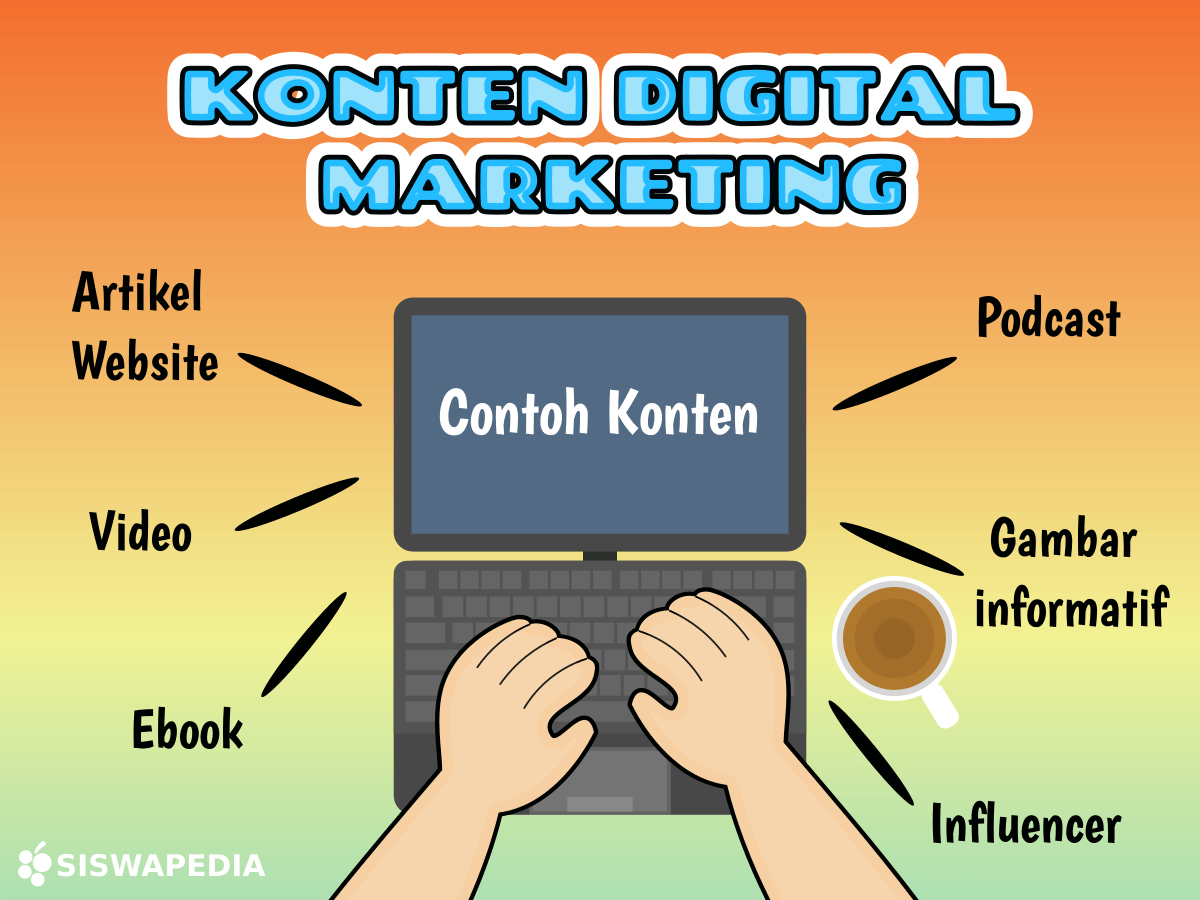 KONTEN DIGITAL
MARKETING
Artikel
Website
Video
Ebook
Contoh Konten
Podcast
Gambar
informatif
Influencer
SISWAPEDIA